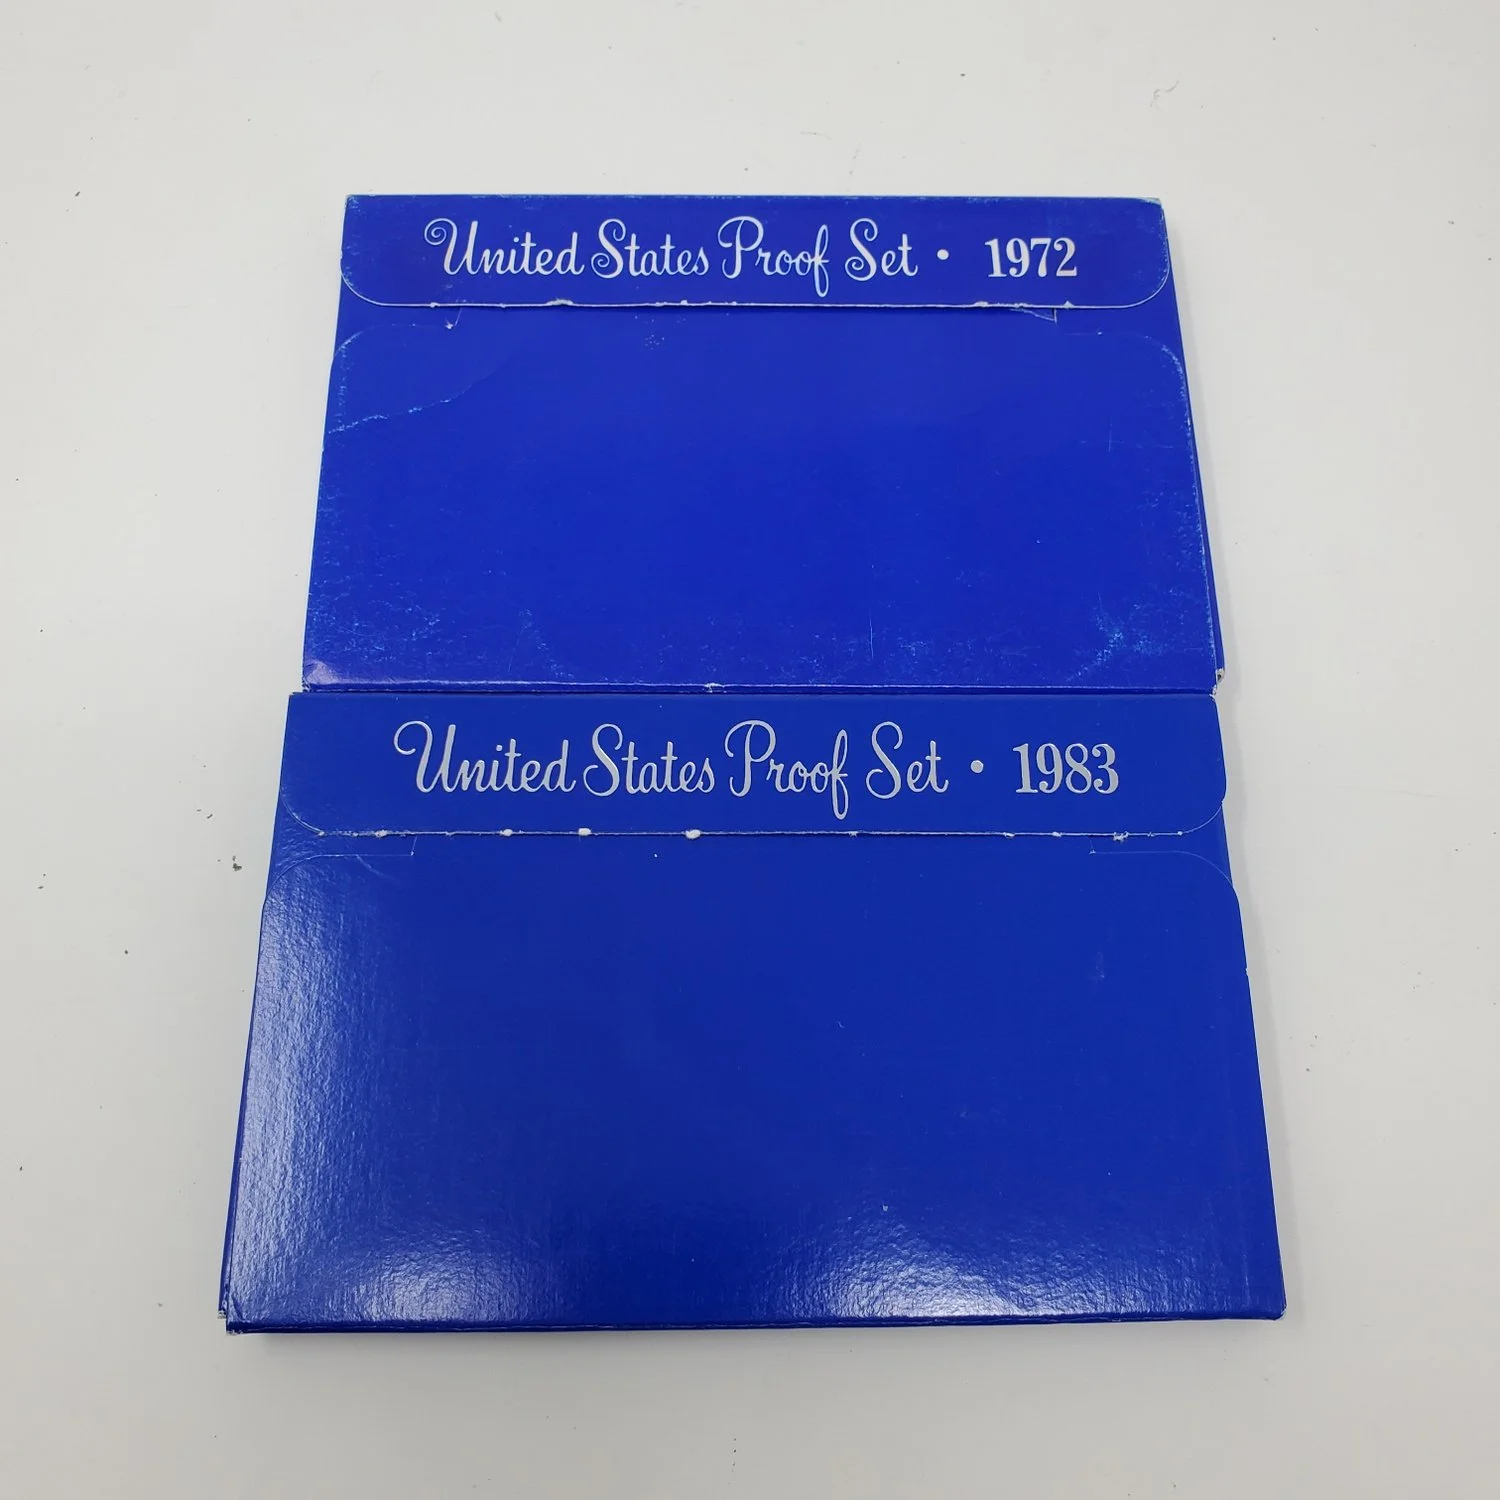 United States Proof Set • 1972
United States Proof Set • 1983